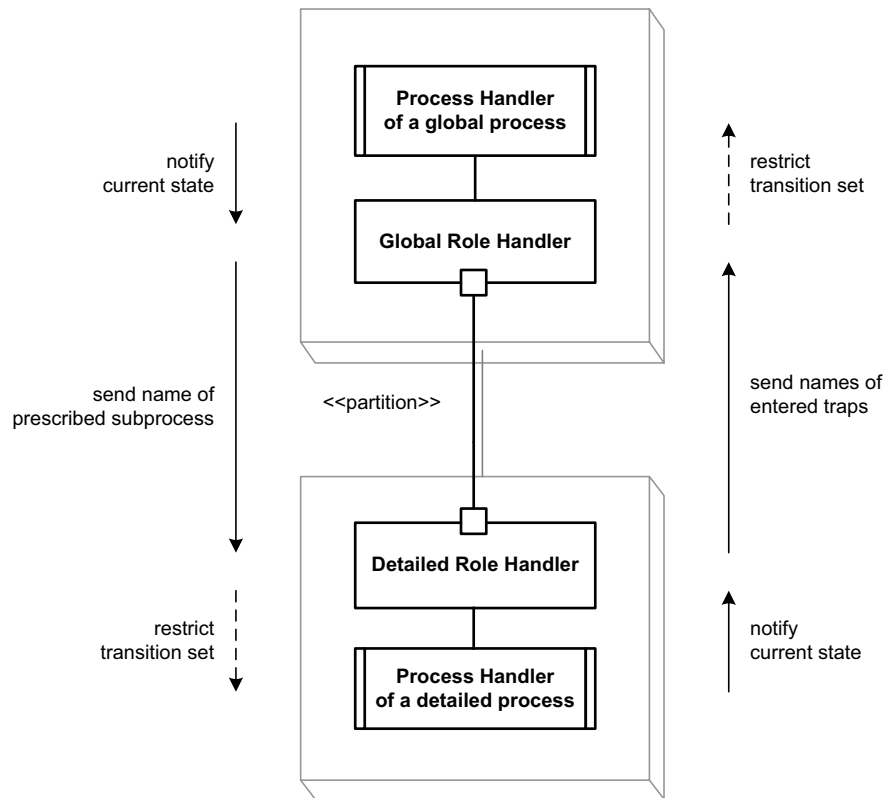 Process Handler
of a global process
notify
current state
restrict
transition set
Global Role Handler
send name of
prescribed subprocess
<<partition>>
send names of
entered traps
Detailed Role Handler
restrict
transition set
notify
current state
Process Handler
of a detailed process